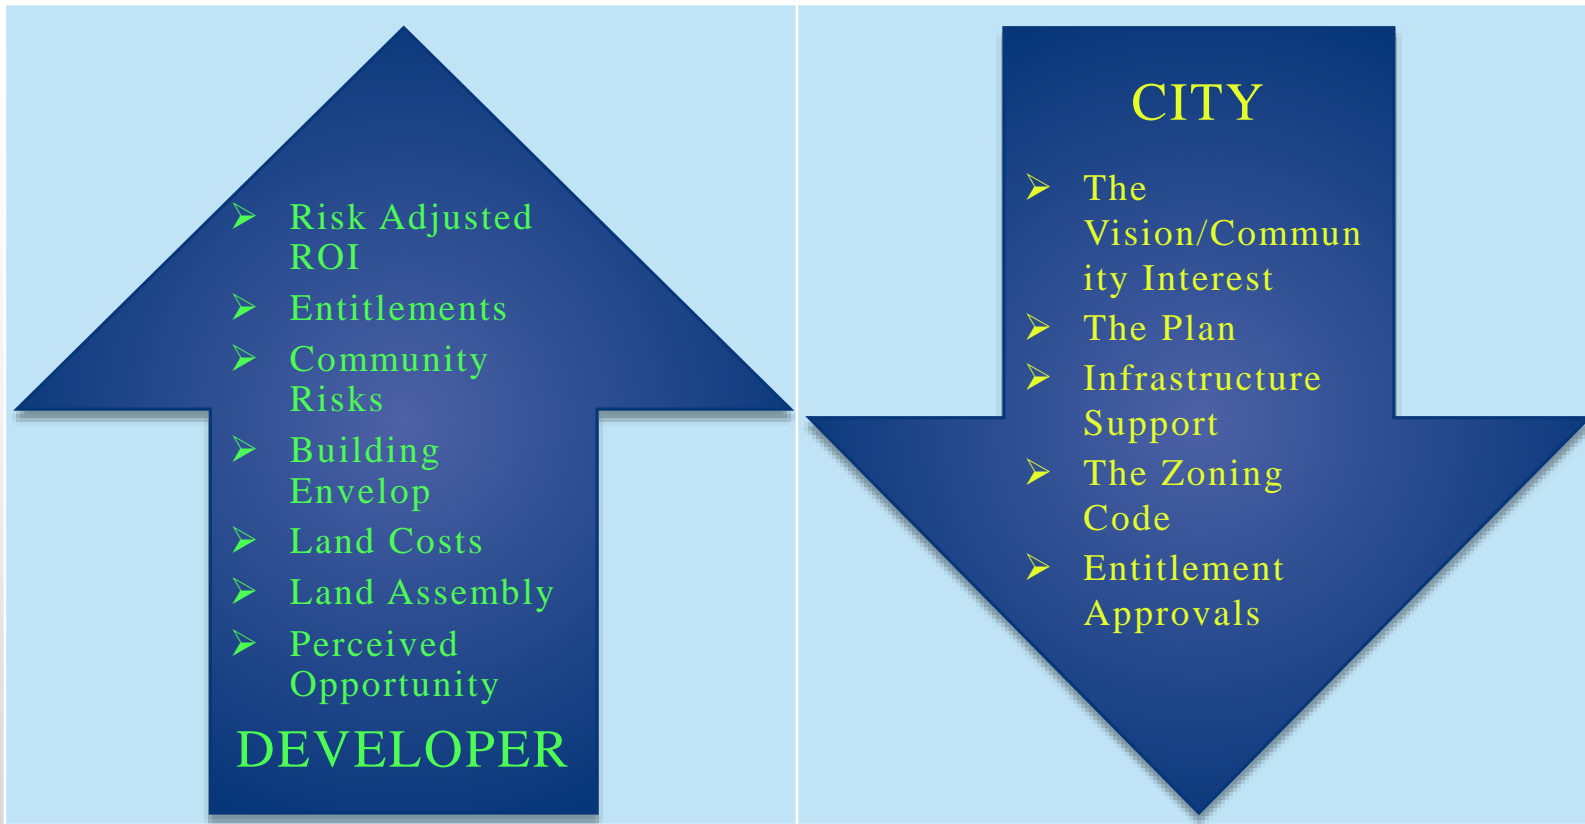 ➢ Risk Adjusted
ROI
➢ Entitlements
➢ Community
Risks
➢ Building
Envelop
➢ Land Costs
➢ Land Assembly
➢ Perceived
Opportunity
DEVELOPER
CITY
➢ The
Vision/Commun
ity Interest
➢ The Plan
➢ Infrastructure
Support
➢ The Zoning
Code
➢ Entitlement
Approvals